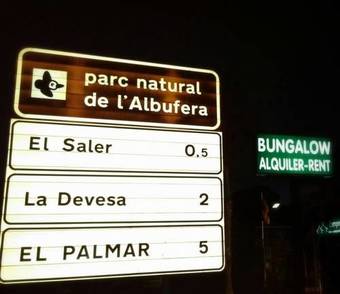 parc natural
de l'Albufera
El Saler 0,5
La Devesa 2
EL PALMAR 5
BUNGALOW
ALQUILER-RENT